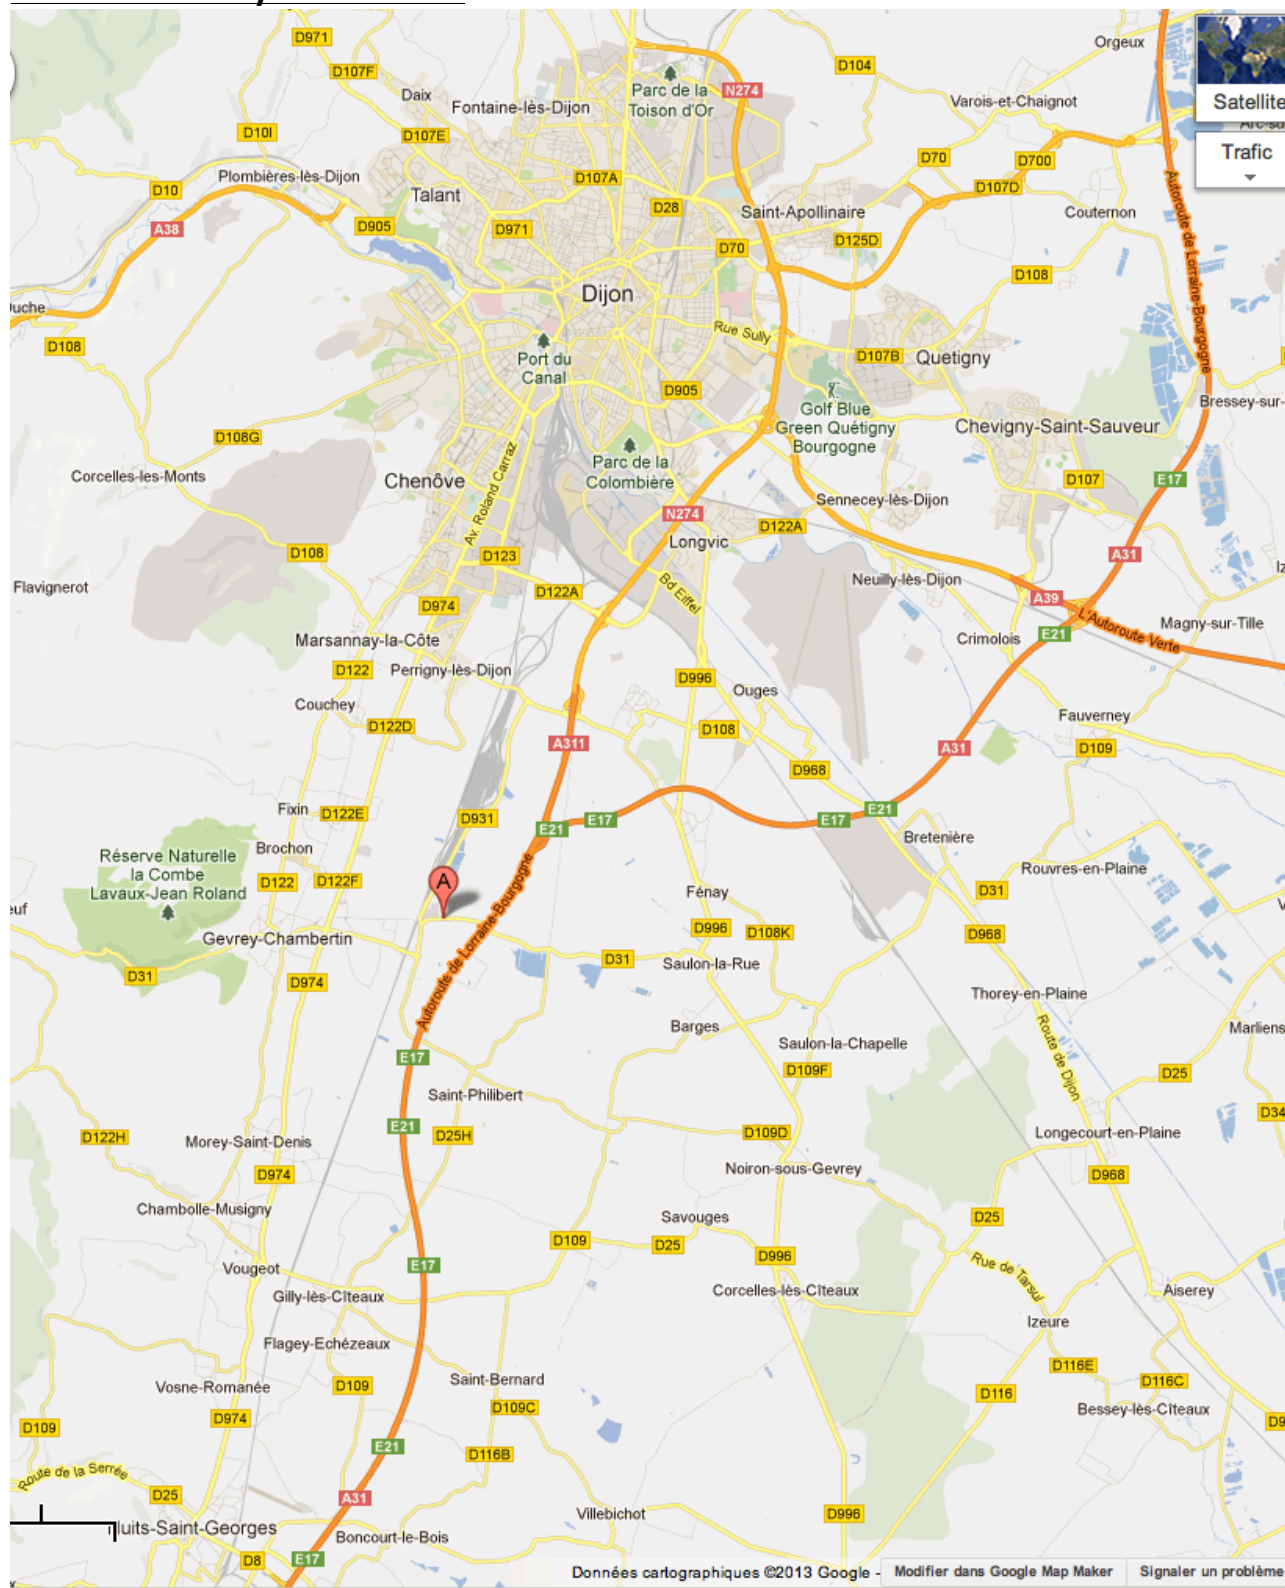 D971
Orgeux
D107F
D104
Satellite
Parc de la
Toison d'Or
N274
Daix
Fontaine-lès-Dijon
Varois-et-Chaignot
D10I
D107E
Trafic
D70
D700
Plombières-lès-Dijon
D10
D107A
D107D
Talant
D28
Saint-Apollinaire
Couternon
A38
D905
D971
D70
D125D
Autoroute de Lorraine-Bourgogne
D108
Dijon
D108
Rue Sully
D107B
Quetigny
Port du
Canal
D905
Golf Blue
Green Quétigny
Bourgogne
Bressey-sur-
D108G
Chevigny-Saint-Sauveur
Parc de la
Colombière
Corcelles-les-Monts
Chenôve
Av. Roland Carraz
D107
E17
Sennecey-lès-Dijon
N274
D122A
Longvic
D108
D123
A31
Flavignerot
Neuilly-lès-Dijon
D122A
Bd Eiffel
D974
A39
L'Autoroute Verte
Magny-sur-Tille
Marsannay-la-Côte
Crimolois
E21
D122
Perrigny-lès-Dijon
D996
Ouges
Couchey
D122D
D108
Fauverney
A311
A31
D109
D968
Fixin
D122E
D931
E21
E17
E17
E21
Bretenière
Brochon
Réserve Naturelle
la Combe
Lavaux-Jean Roland
D122
D122F
A
Rouvres-en-Plaine
Fénay
D31
Autoroute de Lorraine-Bourgogne
Gevrey-Chambertin
D996
D108K
D968
D31
D31
Saulon-la-Rue
D974
Thorey-en-Plaine
Barges
Marliens
Route de Dijon
Saulon-la-Chapelle
E17
D109F
D25
Saint-Philibert
D34
E21
D122H
Morey-Saint-Denis
D25H
D109D
Longecourt-en-Plaine
D974
Noiron-sous-Gevrey
D968
Chambolle-Musigny
Savouges
D25
D109
D25
D996
Vougeot
E17
Rue de Tarsul
Gilly-lès-Cîteaux
Corcelles-lès-Cîteaux
Aiserey
Izeure
Flagey-Echézeaux
D116E
Vosne-Romanée
D109
Saint-Bernard
D116
D116C
D109C
Bessey-lès-Cîteaux
D974
D109
E21
D116B
Route de la Serrée
D25
A31
Villebichot
D996
uits-Saint-Georges
Boncourt-le-Bois
D8
E17
Données cartographiques ©2013 Google -
Modifier dans Google Map Maker
Signaler un problème